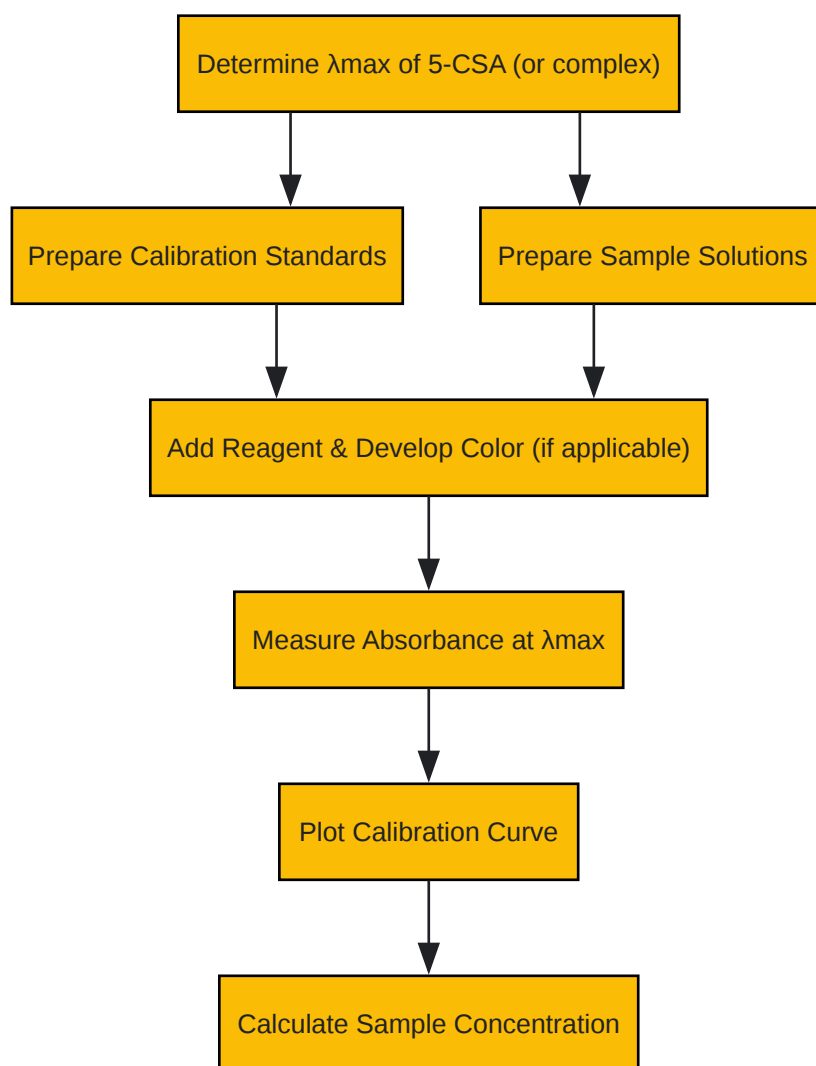 Determine λmax of 5-CSA (or complex)
Prepare Calibration Standards
Prepare Sample Solutions
Add Reagent & Develop Color (if applicable)
Measure Absorbance at λmax
Plot Calibration Curve
Calculate Sample Concentration